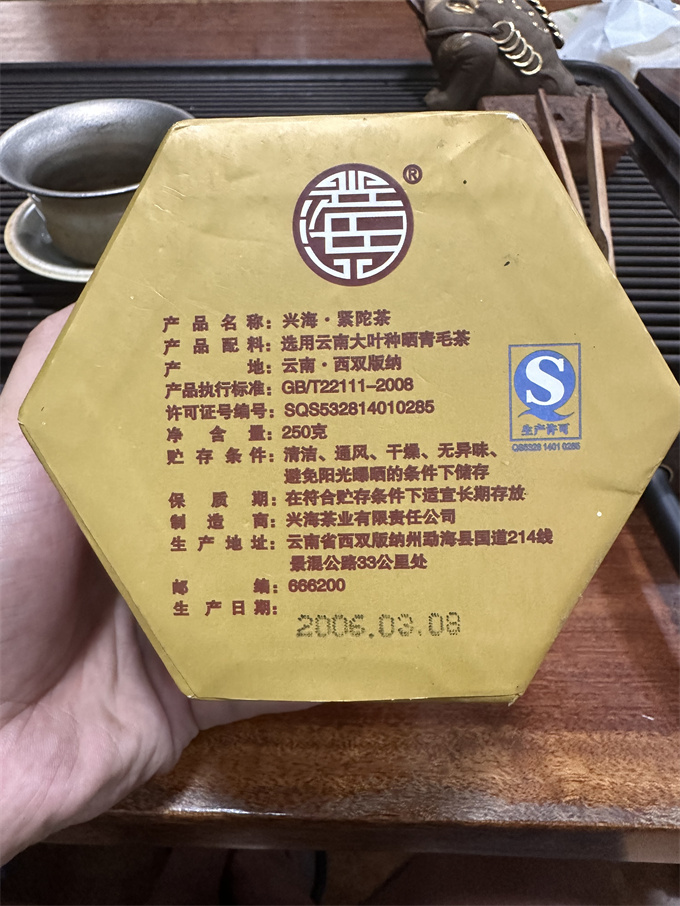 ®
产品名称：兴海·紧陀茶
产品配料：选用云南大叶种晒青毛茶
产地：云南·西双版纳
产品执行标准：GB/T22111-2008
许可证号编号：SQS532814010285
净含量：250克
贮存条件：清洁、通风、干燥、无异味、
避免阳光曝晒的条件下储存
保质期：在符合贮存条件下适宜长期存放
制造商：兴海茶业有限责任公司
生产地址：云南省西双版纳州勐海县国道214线
景混公路33公里处
邮编：666200
生产日期：
2006.03.08
S
生产许可
QS5328 1401 0285